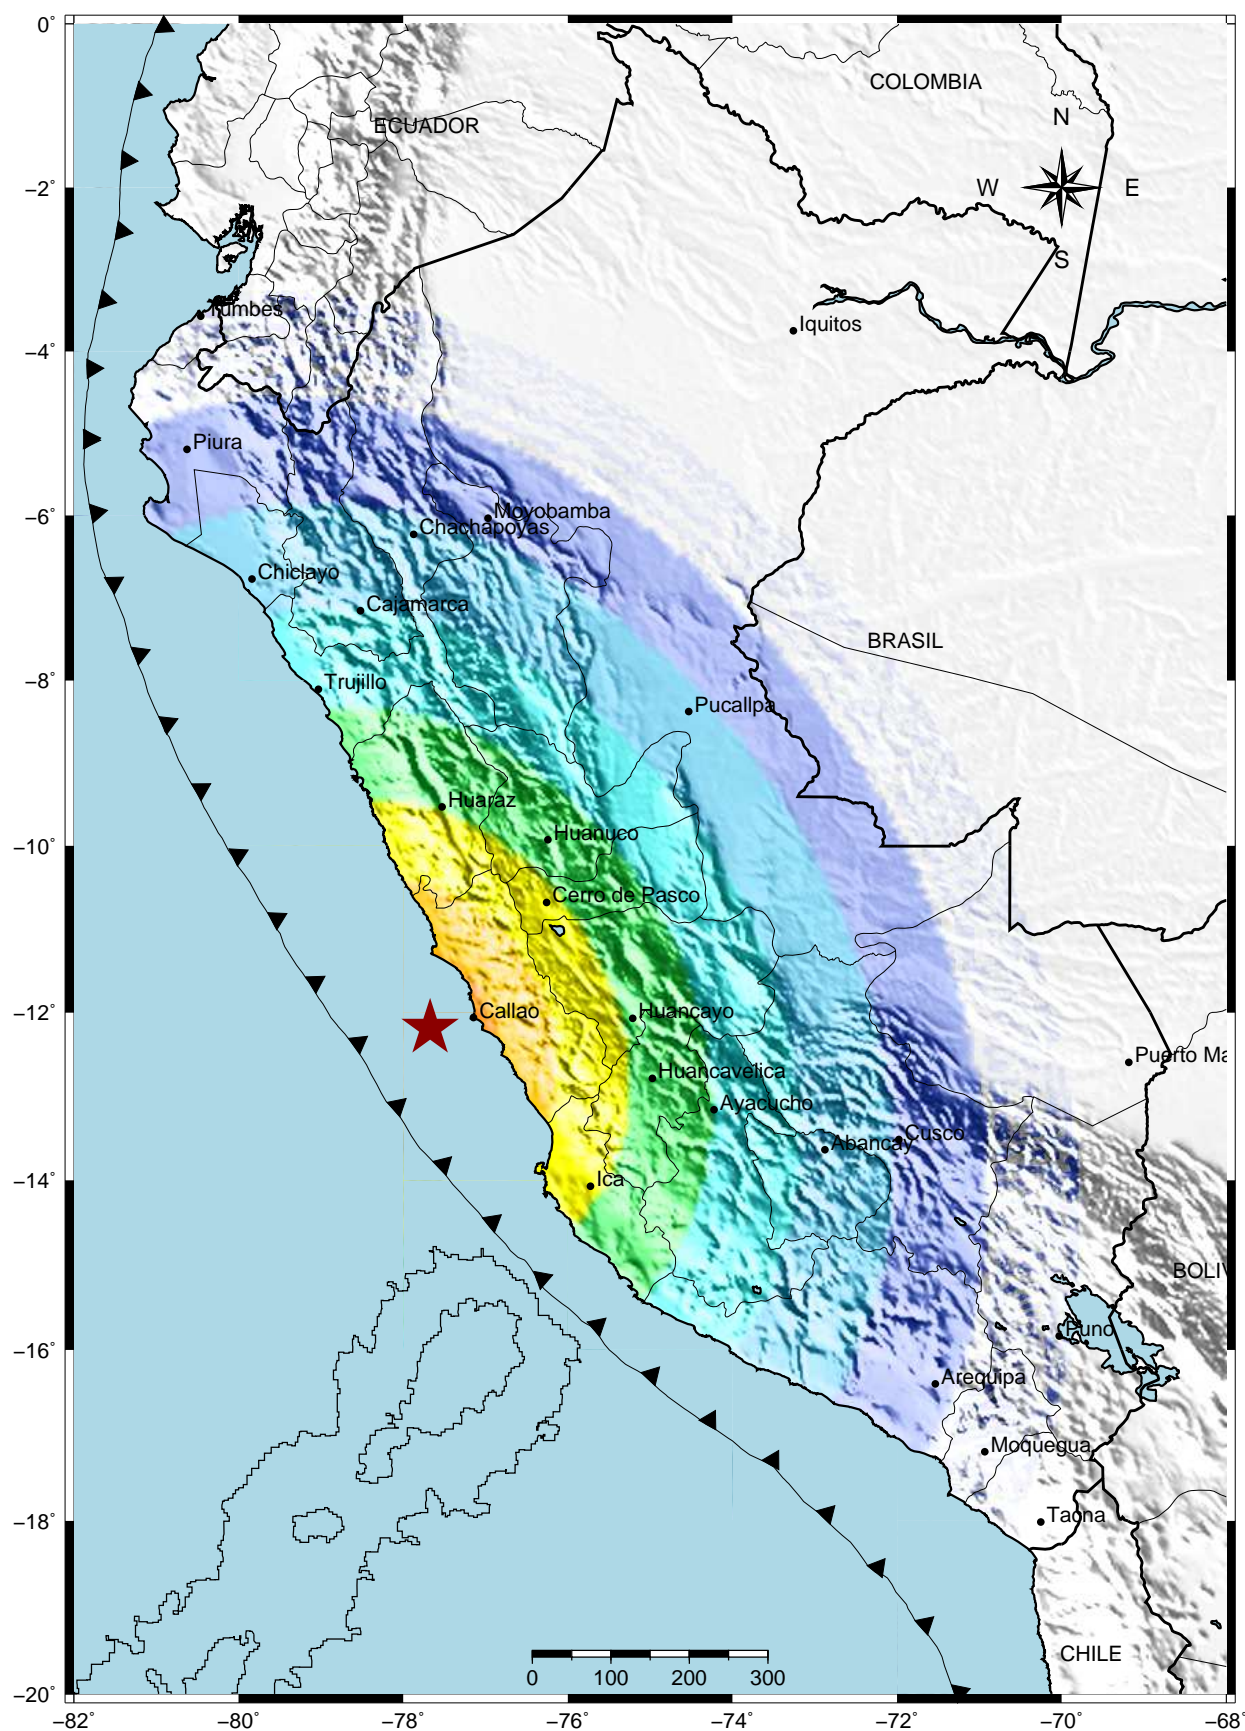 0°
COLOMBIA
N
ECUADOR
−2°
W
E
S
Tumbes
Iquitos
−4°
Piura
−6°
Moyobamba
Chachapoyas
Chiclayo
Cajamarca
BRASIL
−8°
Trujillo
Pucallpa
Huaraz
Huanuco
−10°
Cerro de Pasco
−12°
Callao
Huancayo
Puerto Ma
Huancavelica
Ayacucho
Abancay
Cusco
−14°
Ica
BOLIV
−16°
Puno
Arequipa
Moquegua
−18°
Tacna
CHILE
0 100 200 300
−20°
−82° −80° −78° −76° −74° −72° −70° −68°